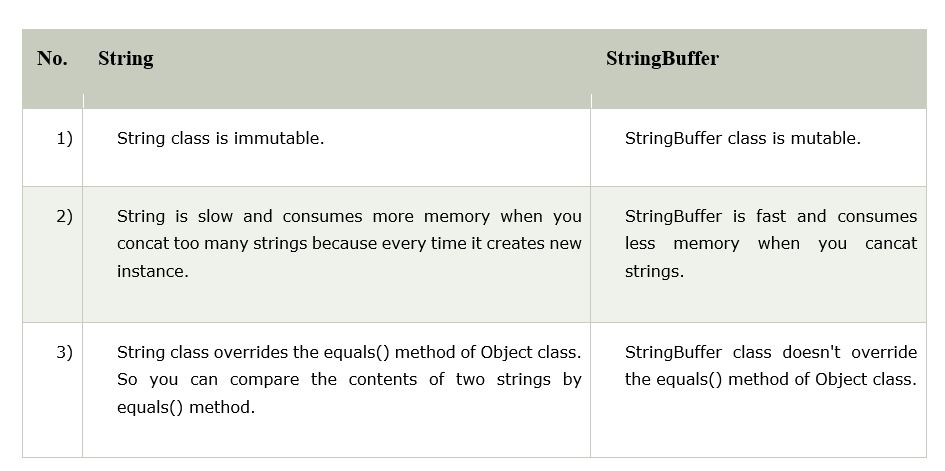 No. String StringBuffer
1) String class is immutable. StringBuffer class is mutable.
2) String is slow and consumes more memory when you StringBuffer is fast and consumes
concat too many strings because every time it creates new less memory when you cancat
instance. strings.
3) String class overrides the equals() method of Object class. StringBuffer class doesn't override
So you can compare the contents of two strings by the equals() method of Object class.
equals() method.